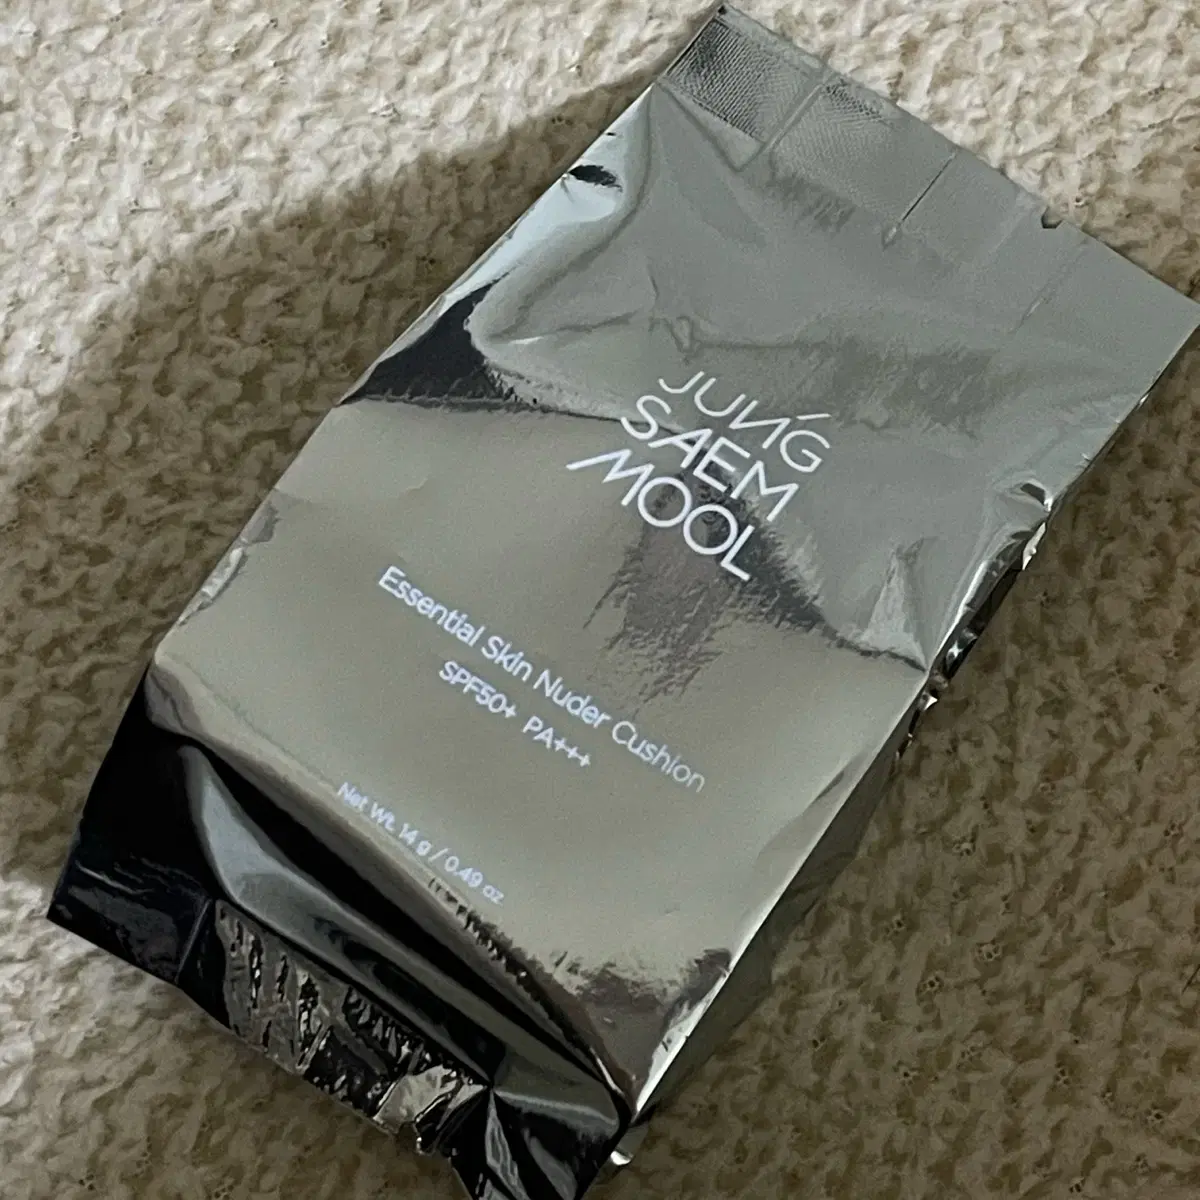 JUNG
SAEM
MOOL
Essential Skin Nuder Cushion
SPF50+ PA+++
Net Wt. 14 g / 0.49 oz